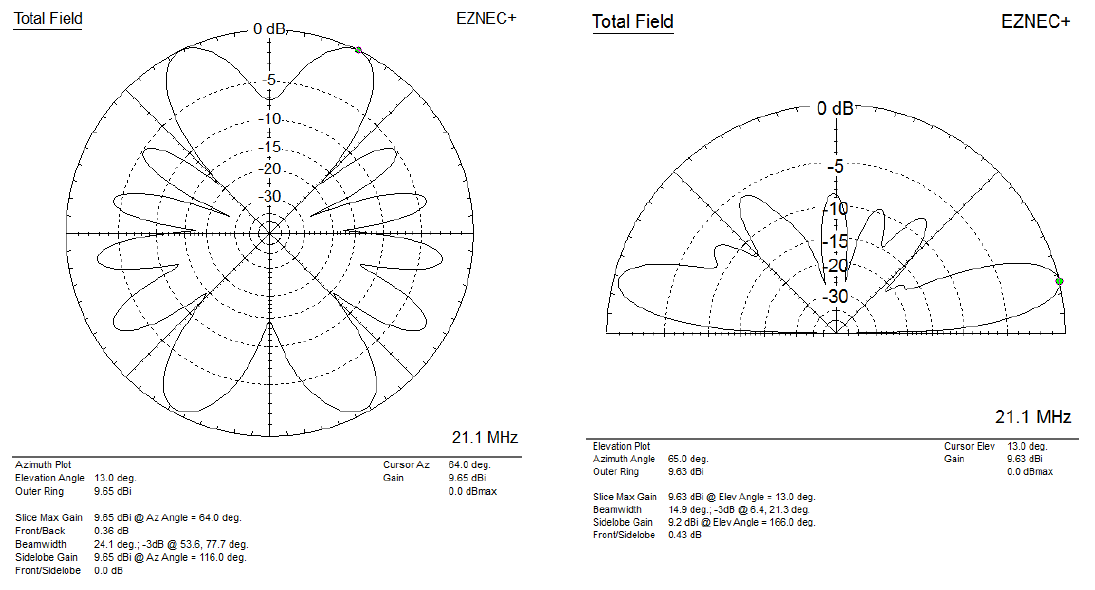 Total Field
EZNEC+
0 dB
-5
-10
-15
-20
-30
21.1 MHz
Azimuth Plot
Elevation Angle 13.0 deg.
Outer Ring 9.65 dBi
Cursor Az 64.0 deg.
Gain 9.65 dBi
0.0 dBmax
Slice Max Gain 9.65 dBi @ Az Angle = 64.0 deg.
Front/Back 0.36 dB
Beamwidth 24.1 deg.; -3dB @ 53.6, 77.7 deg.
Sidelobe Gain 9.65 dBi @ Az Angle = 116.0 deg.
Front/Sidelobe 0.0 dB
Total Field
EZNEC+
0 dB
-5
-10
-15
-20
-30
21.1 MHz
Elevation Plot
Azimuth Angle 65.0 deg.
Outer Ring 9.63 dBi
Cursor Elev 13.0 deg.
Gain 9.63 dBi
0.0 dBmax
Slice Max Gain 9.63 dBi @ Elev Angle = 13.0 deg.
Beamwidth 14.9 deg.; -3dB @ 6.4, 21.3 deg.
Sidelobe Gain 9.2 dBi @ Elev Angle = 166.0 deg.
Front/Sidelobe 0.43 dB